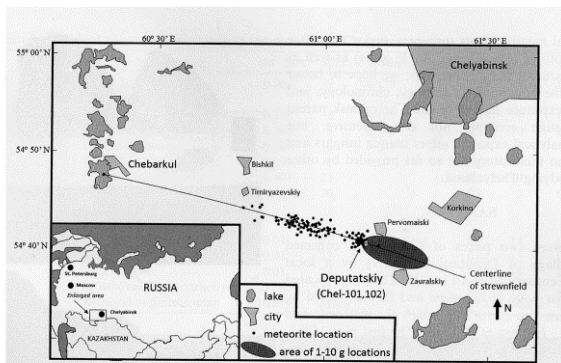 60°30'E
61°00'E
61°30'E
55°00'N
Chelyabinsk
54°50'N
Chebarkul
Bishkil
Timiryazevskiy
Korkino
Pervomaiski
54°40'N
Deputatskiy
(Chel-101,102)
Zauralskiy
Centerline
of strewnfield
St. Petersburg
Moscow
Enlarged area
RUSSIA
Chelyabinsk
KAZAKHSTAN
lake
city
meteorite location
area of 1-10 g locations
N